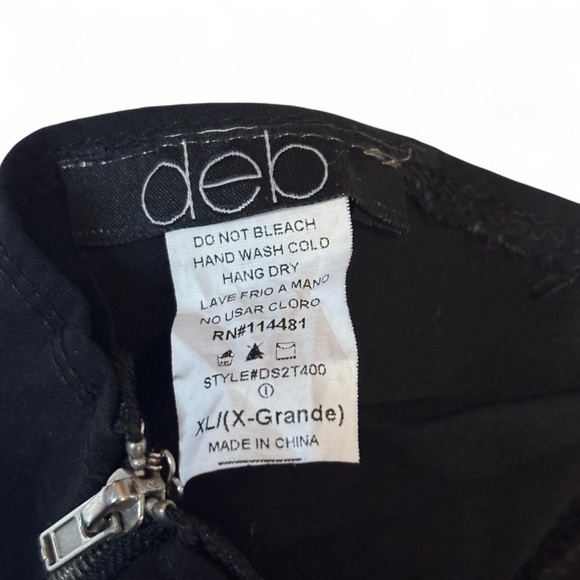 deb
DO NOT BLEACH
HAND WASH COLD
HANG DRY
LAVE FRIO A MANO
NO USAR CLORO
RN#114481
STYLE#DS2T400
1
XL/(X-Grande)
MADE IN CHINA